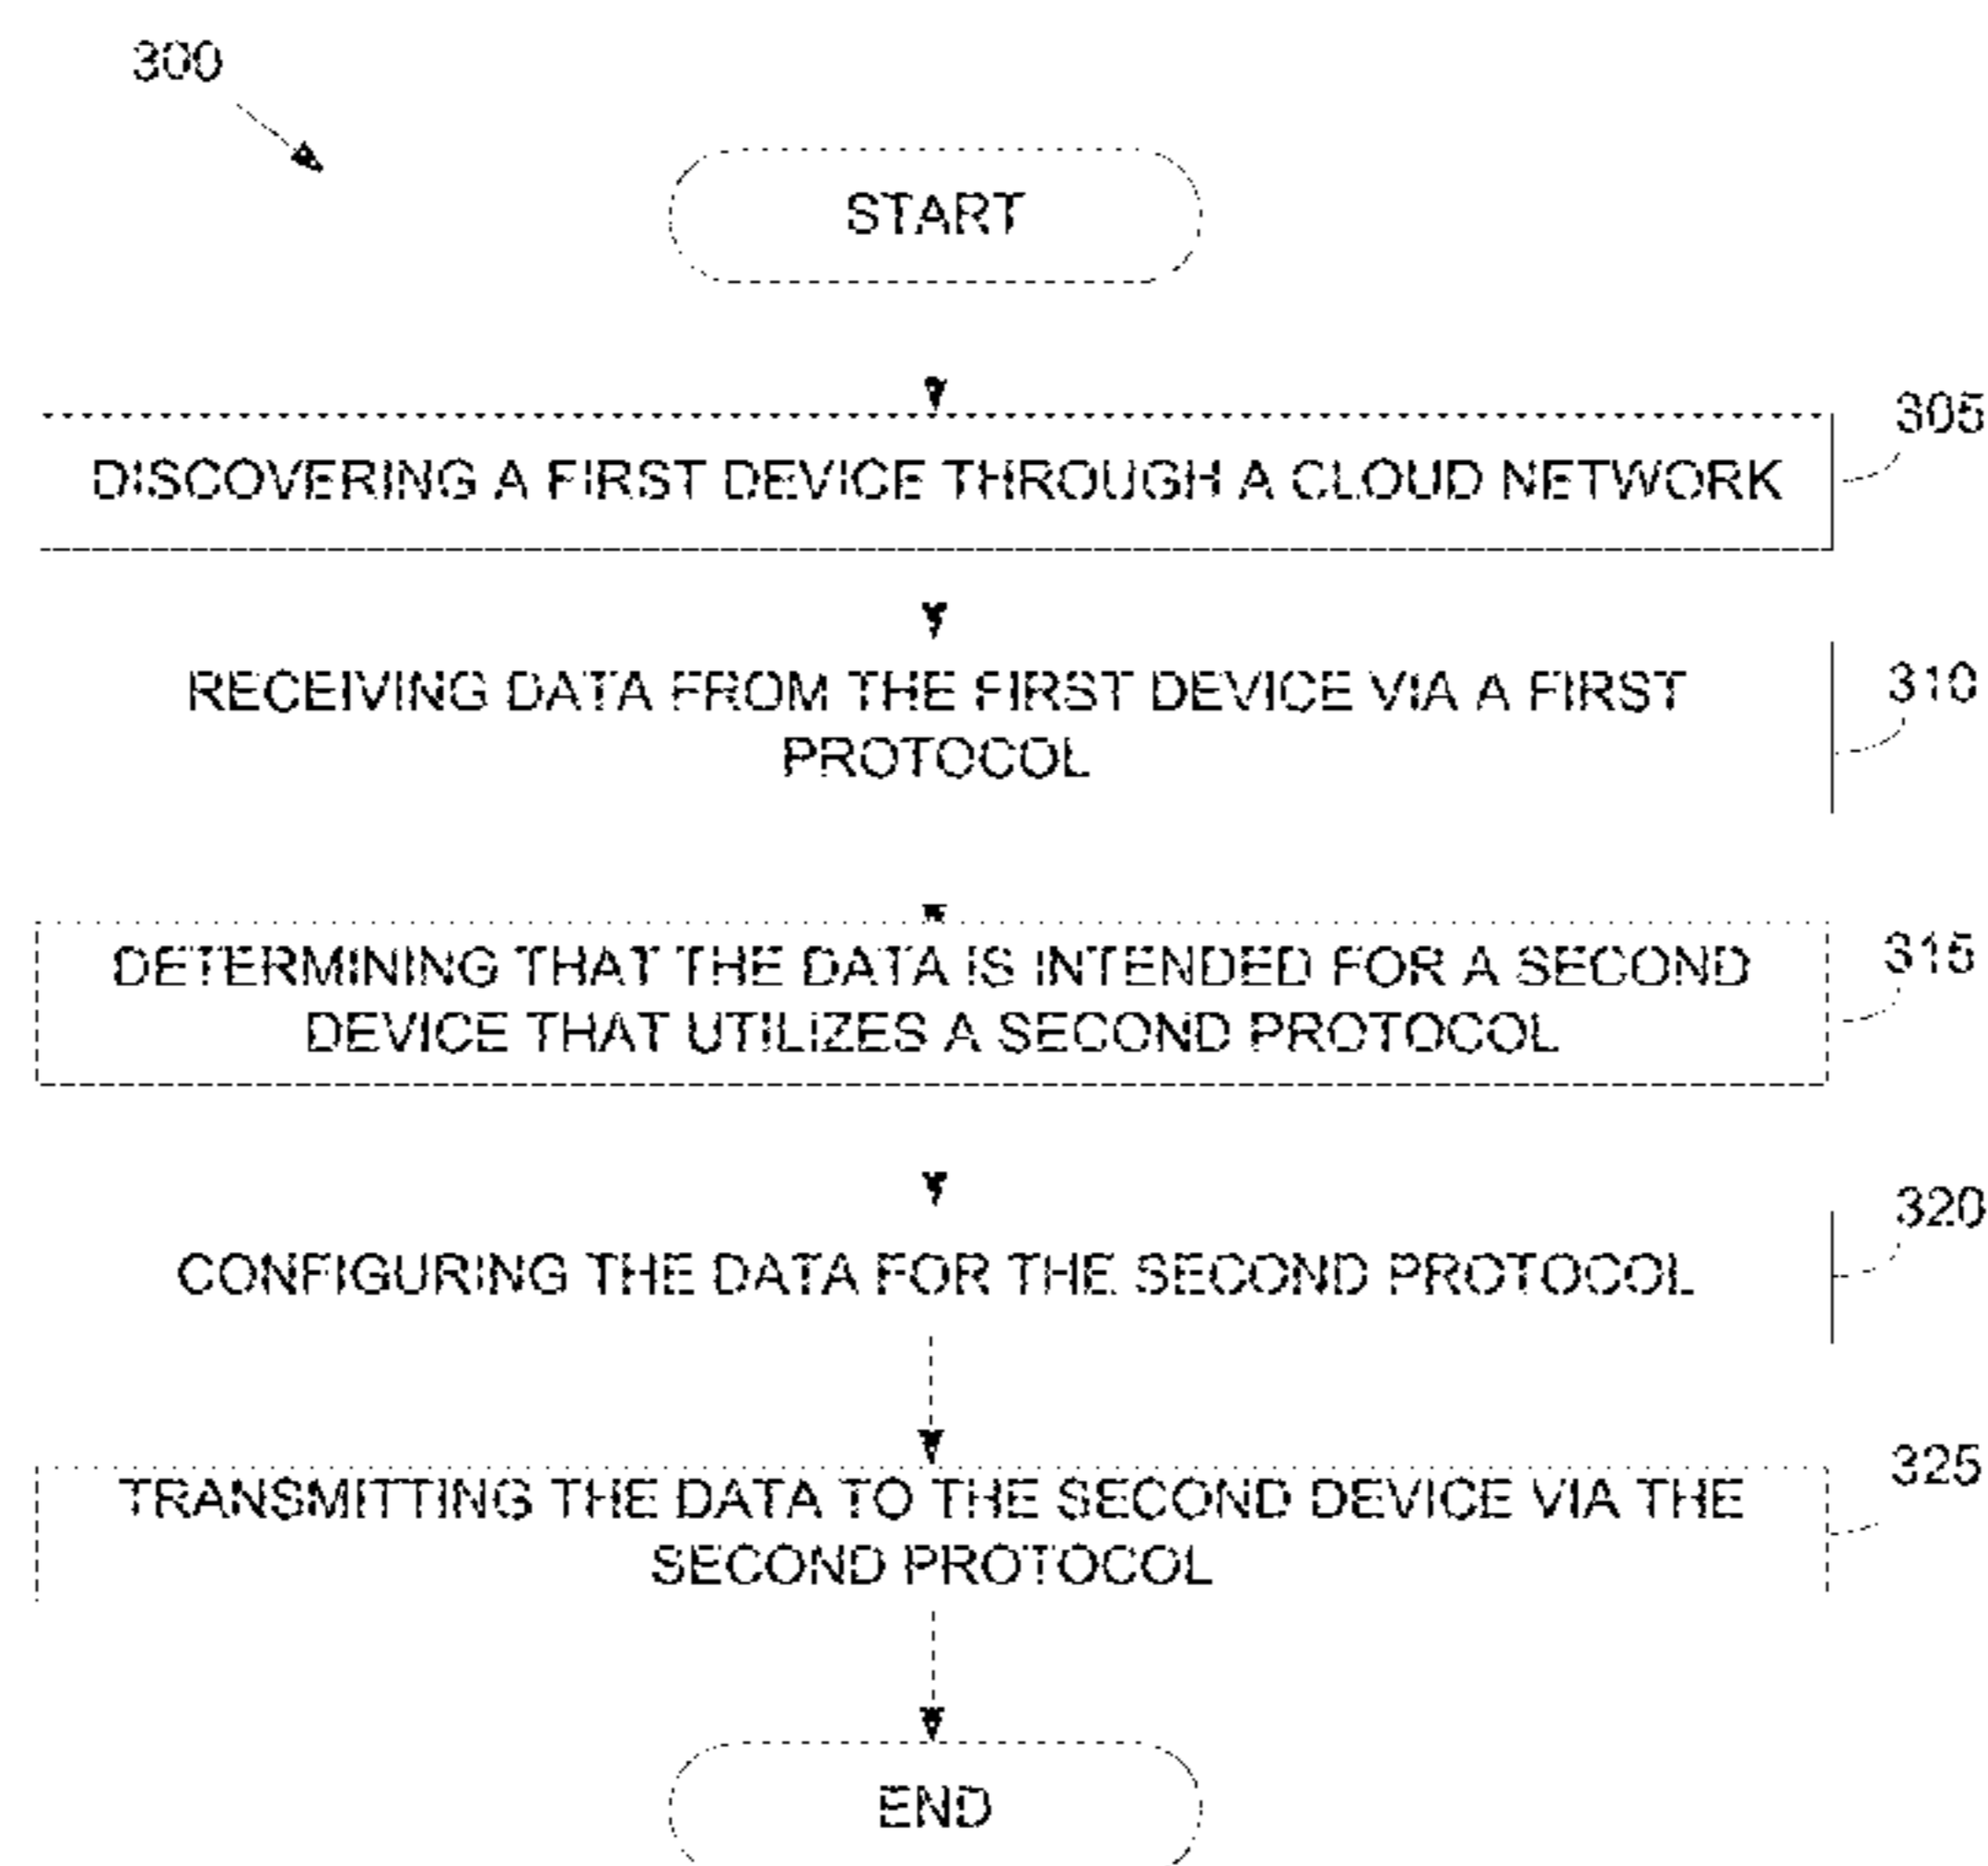 300
START
305
DISCOVERING A FIRST DEVICE THROUGH A CLOUD NETWORK
310
RECEIVING DATA FROM THE FIRST DEVICE VIA A FIRST
PROTOCOL
315
DETERMINING THAT THE DATA IS INTENDED FOR A SECOND
DEVICE THAT UTILIZES A SECOND PROTOCOL
320
CONFIGURING THE DATA FOR THE SECOND PROTOCOL
325
TRANSMITTING THE DATA TO THE SECOND DEVICE VIA THE
SECOND PROTOCOL
END